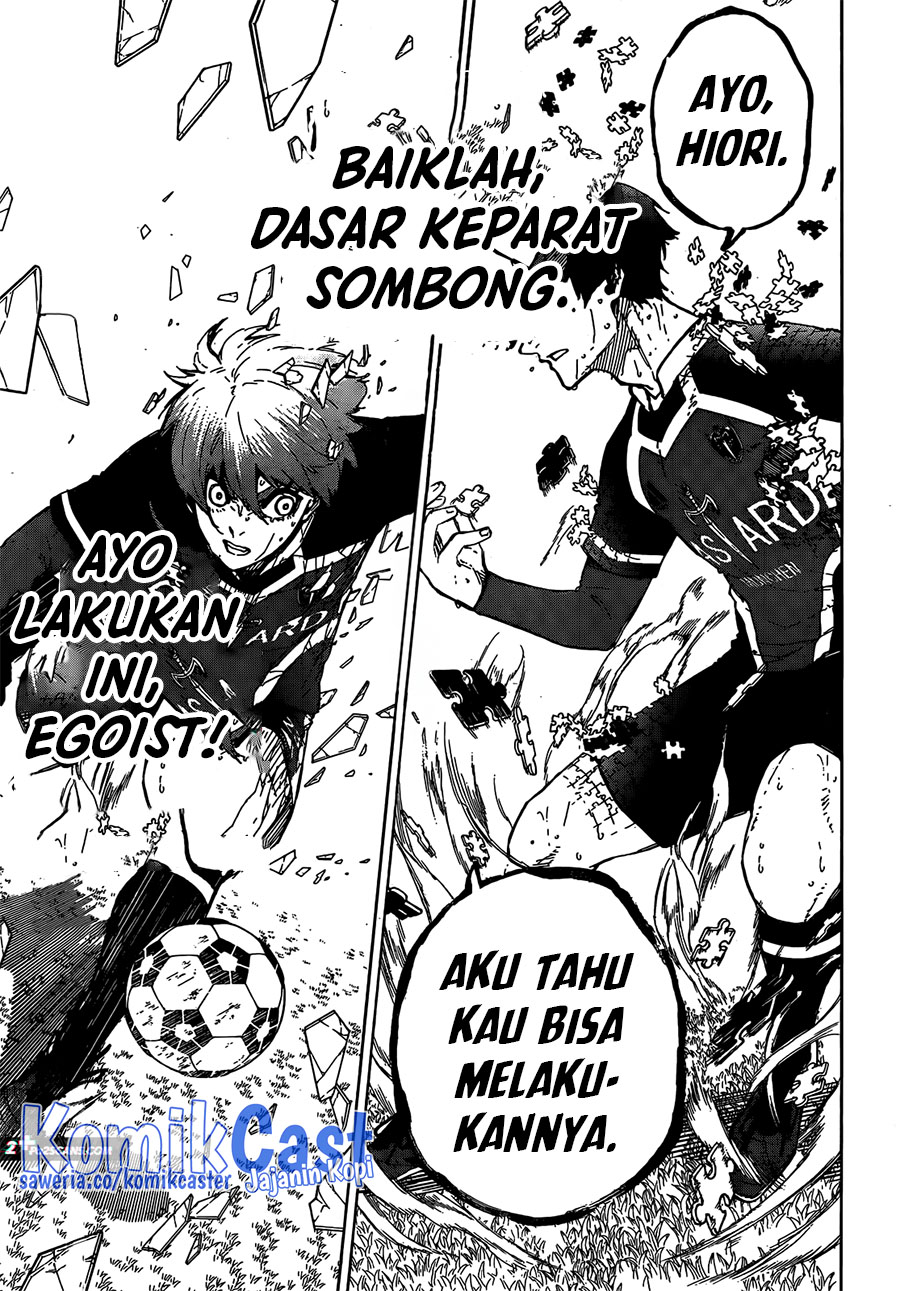 AYO,
HIORI.
BAIKLAH,
DASAR KEPARAT
SOMBONG.
AKU TAHU
KAU BISA
MELAKU-
KANNYA.
AYO
LAKUKAN
INI,
EGOIST!
KomikCast
saweria.co/komikcaster
Jajanin Kopi